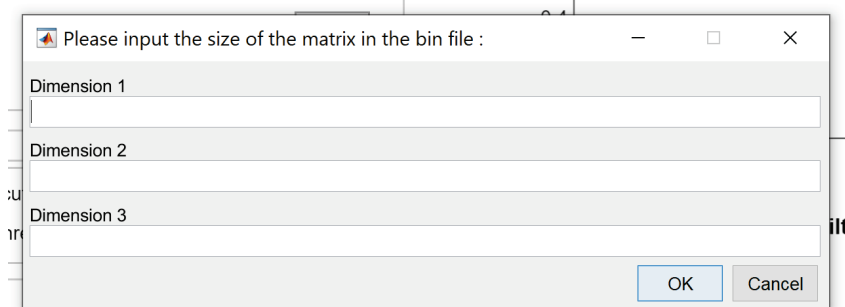 Please input the size of the matrix in the bin file :
Dimension 1
Dimension 2
Dimension 3
OK
Cancel